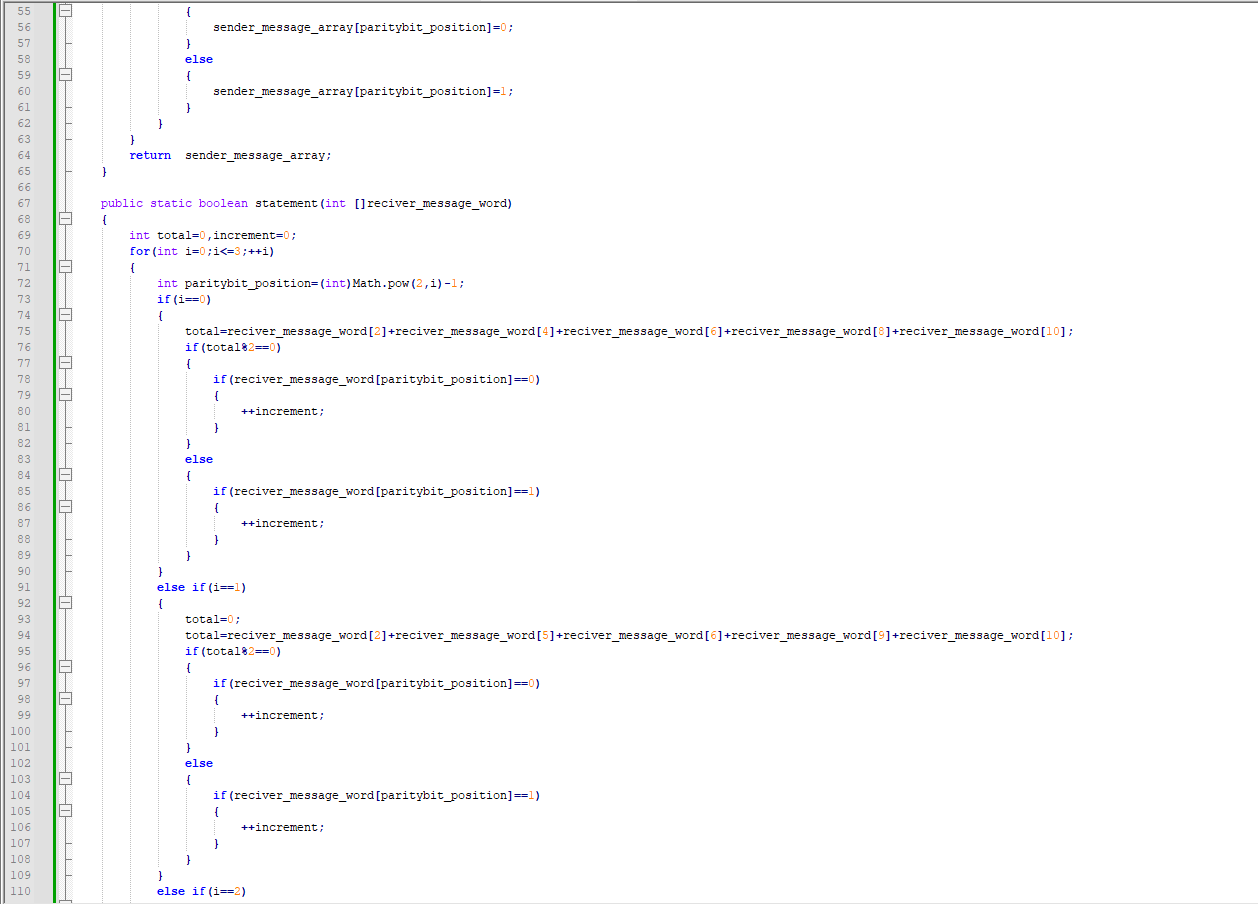 55 {
56 sender_message_array[paritybit_position]=0;
57 }
58 else
59 {
60 sender_message_array[paritybit_position]=1;
61 }
62 }
63 }
64 return  sender_message_array;
65 }
66
67 public static boolean statement(int []reciver_message_word)
68 {
69 int total=0,increment=0;
70 for(int i=0;i<=3;++i)
71 {
72 int paritybit_position=(int)Math.pow(2,i)-1;
73 if(i==0)
74 {
75 total=reciver_message_word[2]+reciver_message_word[4]+reciver_message_word[6]+reciver_message_word[8]+reciver_message_word[10];
76 if(total%2==0)
77 {
78 if(reciver_message_word[paritybit_position]==0)
79 {
80 ++increment;
81 }
82 }
83 else
84 {
85 if(reciver_message_word[paritybit_position]==1)
86 {
87 ++increment;
88 }
89 }
90 }
91 else if(i==1)
92 {
93 total=0;
94 total=reciver_message_word[2]+reciver_message_word[5]+reciver_message_word[6]+reciver_message_word[9]+reciver_message_word[10];
95 if(total%2==0)
96 {
97 if(reciver_message_word[paritybit_position]==0)
98 {
99 ++increment;
100 }
101 }
102 else
103 {
104 if(reciver_message_word[paritybit_position]==1)
105 {
106 ++increment;
107 }
108 }
109 }
110 else if(i==2)